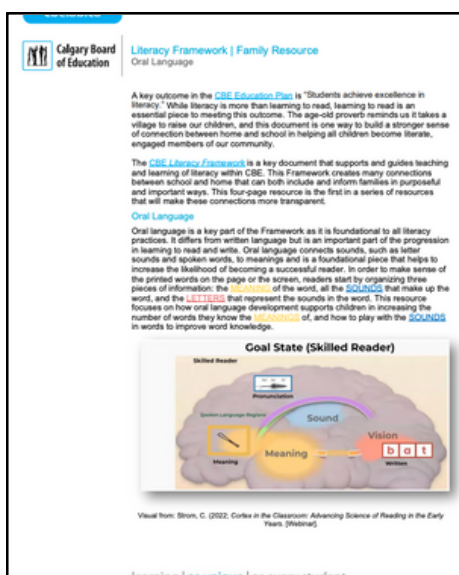 Calgary Board
of Education
Literacy Framework | Family Resource
Oral Language
A key outcome in the CBE Education Plan is "Students achieve excellence in
literacy." While literacy is more than learning to read, learning to read is an
essential piece to meeting this outcome. The age-old proverb reminds us it takes a
village to raise our children, and this document is one way to build a stronger sense
of connection between home and school in helping all children become literate,
engaged members of our community.
The CBE Literacy Framework is a key document that supports and guides teaching
and learning of literacy within CBE. This Framework creates many connections
between school and home that can both include and inform families in purposeful
and important ways. This four-page resource is the first in a series of resources
that will make these connections more transparent.
Oral Language
Oral language is a key part of the Framework as it is foundational to all literacy
practices. It differs from written language but is an important part of the progression
in learning to read and write. Oral language connects sounds, such as letter
sounds and spoken words, to meanings and is a foundational piece that helps to
increase the likelihood of becoming a successful reader. In order to make sense of
the printed words on the page or the screen, readers start by organizing three
pieces of information: the MEANING of the word, all the SOUNDS that make up the
word, and the LETTERS that represent the sounds in the word. This resource
focuses on how oral language development supports children in increasing the
number of words they know the MEANINGS of, and how to play with the SOUNDS
in words to improve word knowledge.
Goal State (Skilled Reader)
Skilled Reader
Pronunciation
Spoken Language Regions
Sound
Vision
Meaning
b a t
Meaning
Written
Visual from: Strom, C. (2022, Cortex in the Classroom: Advancing Science of Reading in the Early
Years. [Webinar].